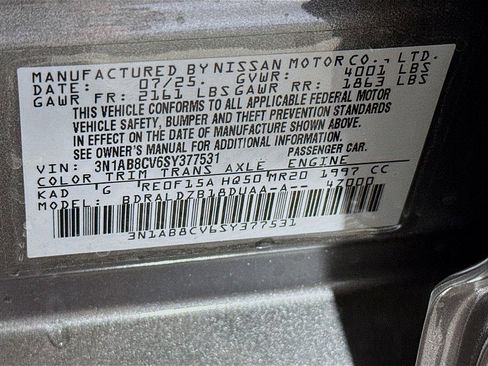 MANUFACTURED BY NISSAN MOTOR CO., LTD.
DATE: 07/25 GVWR: 4001 LBS
GAWR FR: 2161 LBS GAWR RR: 1863 LBS
THIS VEHICLE CONFORMS TO ALL APPLICABLE FEDERAL MOTOR
VEHICLE SAFETY, BUMPER AND THEFT PREVENTION STANDARDS
IN EFFECT ON THE DATE OF MANUFACTURE SHOWN ABOVE.
SEE OWNER'S MANUAL FOR ADDITIONAL INFORMATION.
VIN: 3N1AB8CV6SY377531 PASSENGER CAR
COLOR TRIM TRANS AXLE ENGINE
KAD G RE0F15A HQ50 MR20 1997 CC
MODEL: BDRALDZB18DUAA-A-- 47000
3N1AB8CV6SY377531